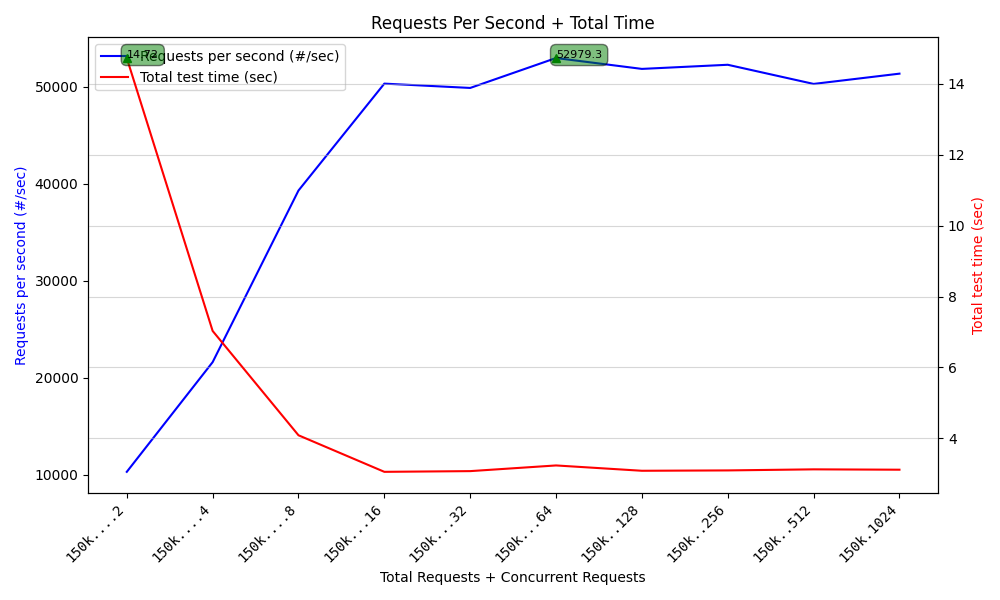 Requests Per Second + Total Time
14.73
52979.3
Requests per second (#/sec)
Total test time (sec)
50000
40000
30000
20000
10000
14
12
10
8
6
4
Requests per second (#/sec)
Total test time (sec)
150k....2
150k....4
150k....8
150k...16
150k...32
150k...64
150k..128
150k..256
150k..512
150k.1024
Total Requests + Concurrent Requests